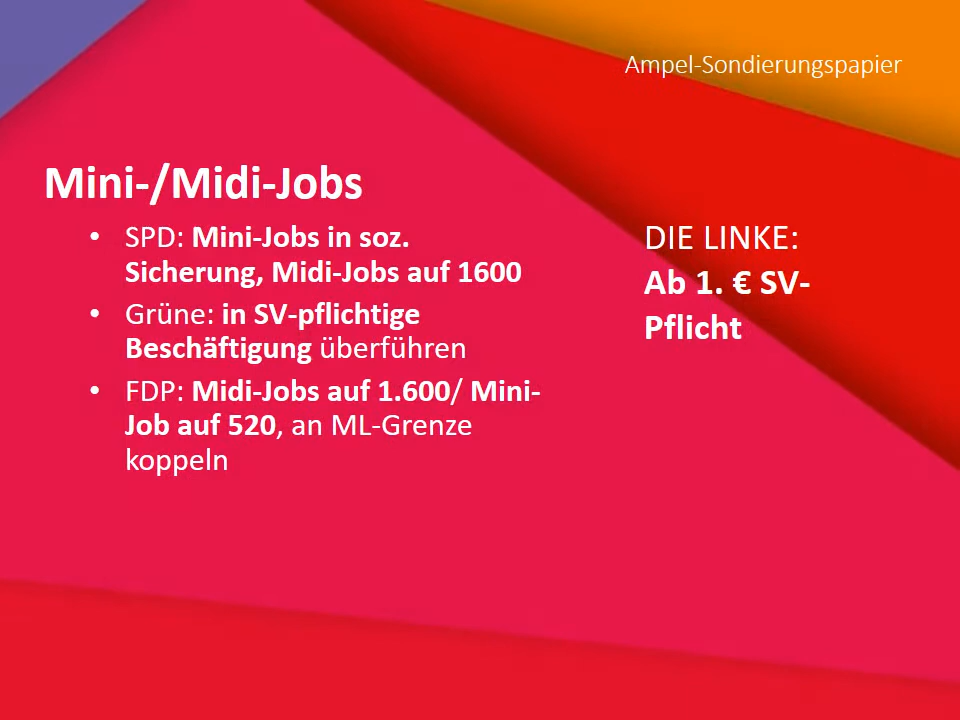 Ampel-Sondierungspapier
Mini-/Midi-Jobs
• SPD: Mini-Jobs in soz.
Sicherung, Midi-Jobs auf 1600
• Grüne: in SV-pflichtige
Beschäftigung überführen
• FDP: Midi-Jobs auf 1.600/ Mini-
Job auf 520, an ML-Grenze
koppeln
DIE LINKE:
Ab 1. € SV-
Pflicht